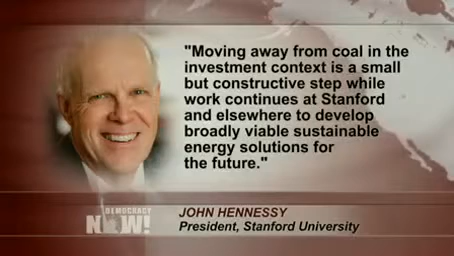 "Moving away from coal in the
investment context is a small
but constructive step while
work continues at Stanford
and elsewhere to develop
broadly viable sustainable
energy solutions for
the future."
DEMOCRACY
NOW!
JOHN HENNESSY
President, Stanford University